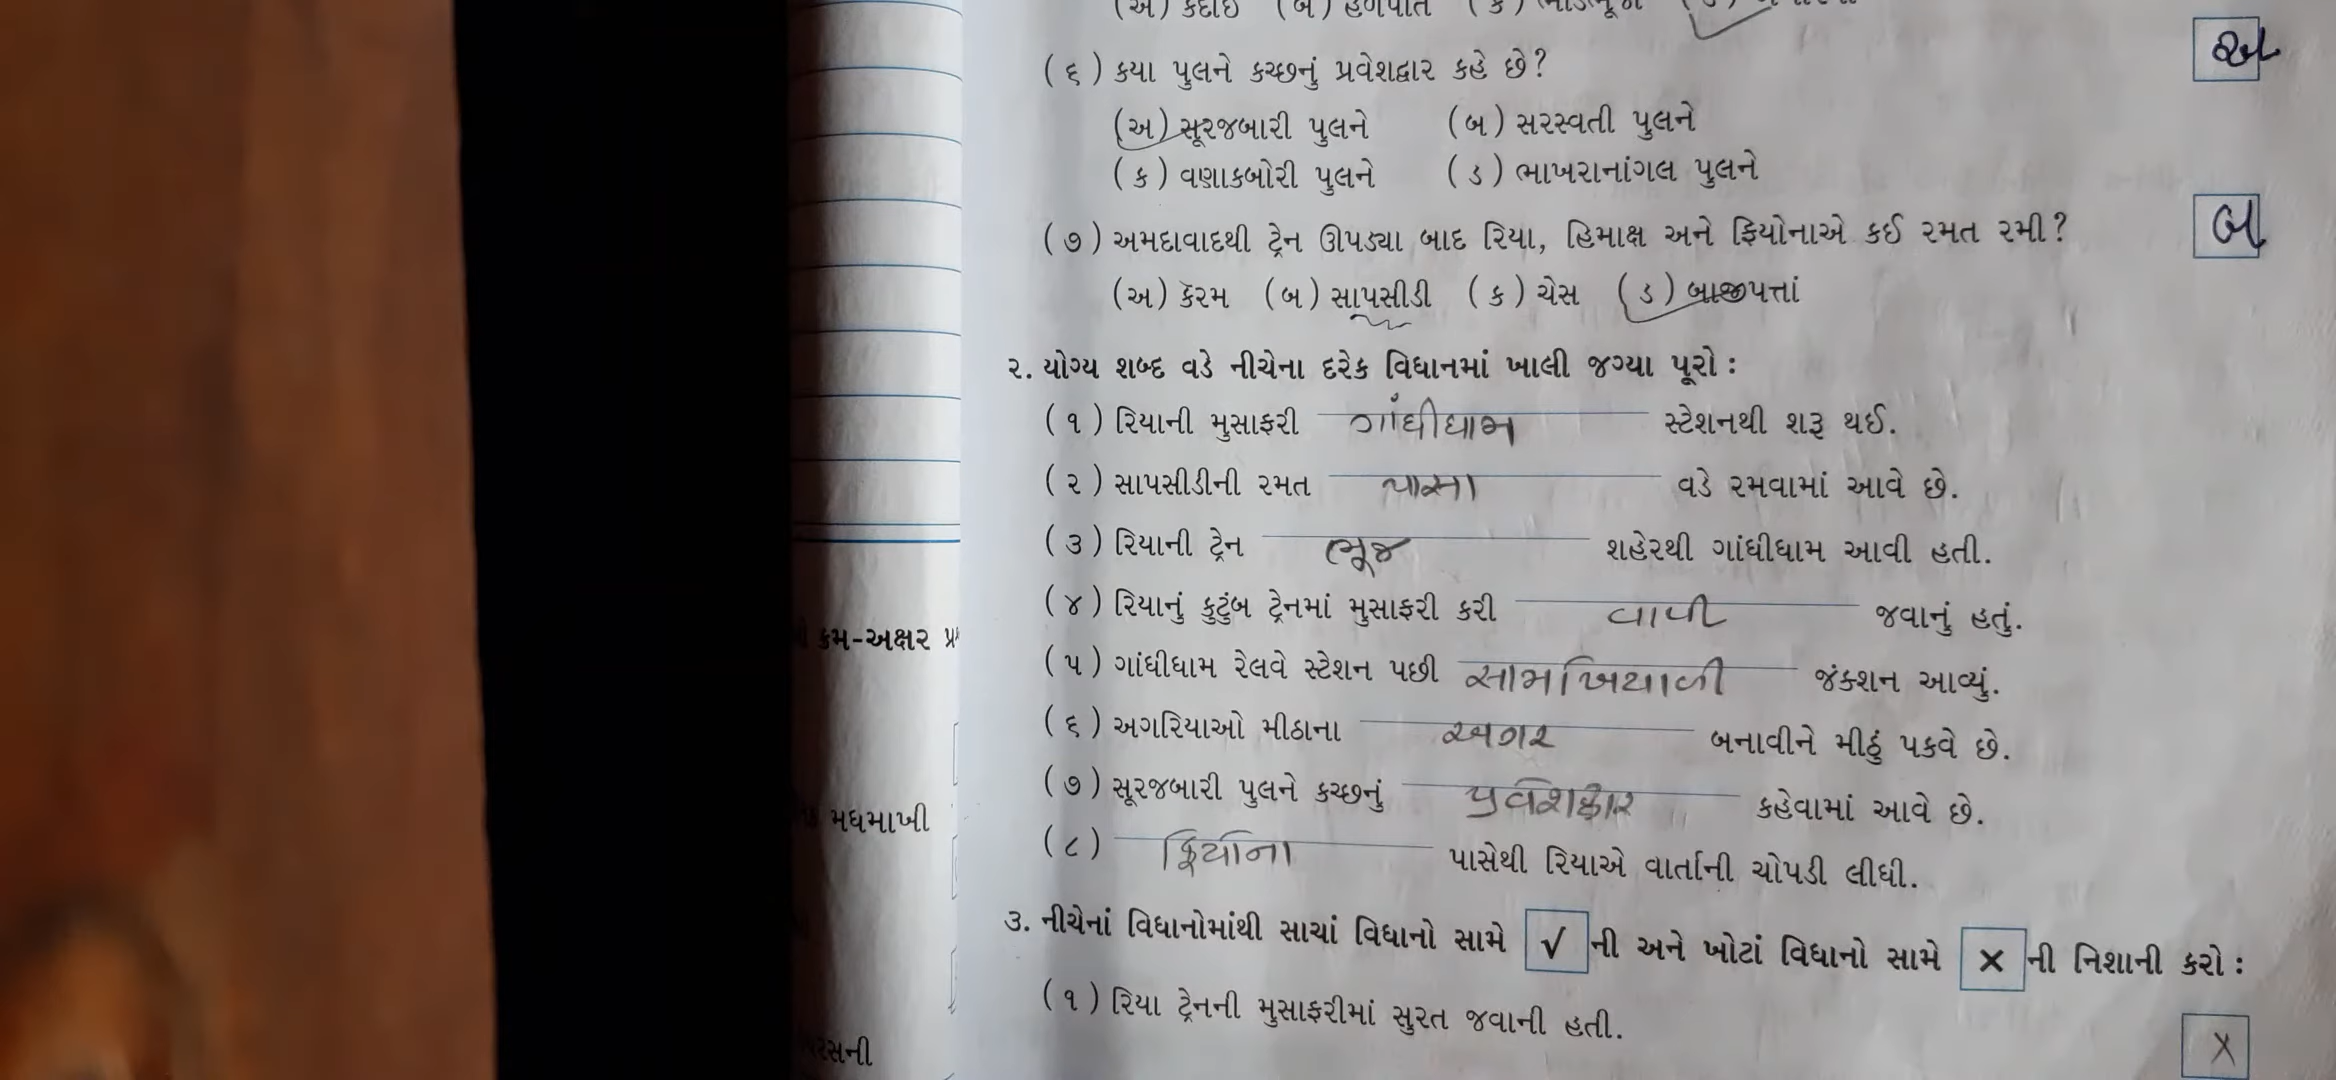 (૬) કયા પુલને કચ્છનું પ્રવેશદ્વાર કહે છે? અ
(અ) સૂરજબારી પુલને (બ) સરસ્વતી પુલને
(ક) વણાકબોરી પુલને (ડ) ભાખરાનાંગલ પુલને
(૭) અમદાવાદથી ટ્રેન ઊપડ્યા બાદ રિયા, હિમાક્ષ અને ફિયોનાએ કઈ રમત રમી? બ
(અ) કૅરમ (બ) સાપસીડી (ક) ચેસ (ડ) બાજીપત્તાં
૨. યોગ્ય શબ્દ વડે નીચેના દરેક વિધાનમાં ખાલી જગ્યા પૂરો :
(૧) રિયાની મુસાફરી ગાંધીધામ સ્ટેશનથી શરૂ થઈ.
(૨) સાપસીડીની રમત પાસા વડે રમવામાં આવે છે.
(૩) રિયાની ટ્રેન ભૂજ શહેરથી ગાંધીધામ આવી હતી.
(૪) રિયાનું કુટુંબ ટ્રેનમાં મુસાફરી કરી વાપી જવાનું હતું.
(૫) ગાંધીધામ રેલવે સ્ટેશન પછી સામખિયાળી જંક્શન આવ્યું.
(૬) અગરિયાઓ મીઠાના અગર બનાવીને મીઠું પકવે છે.
(૭) સૂરજબારી પુલને કચ્છનું પ્રવેશદ્વાર કહેવામાં આવે છે.
(૮) ફિયોના પાસેથી રિયાએ વાર્તાની ચોપડી લીધી.
૩. નીચેનાં વિધાનોમાંથી સાચાં વિધાનો સામે ✓ ની અને ખોટાં વિધાનો સામે × ની નિશાની કરો :
(૧) રિયા ટ્રેનની મુસાફરીમાં સુરત જવાની હતી. ×
ક્રમ-અક્ષર
મધમાખી